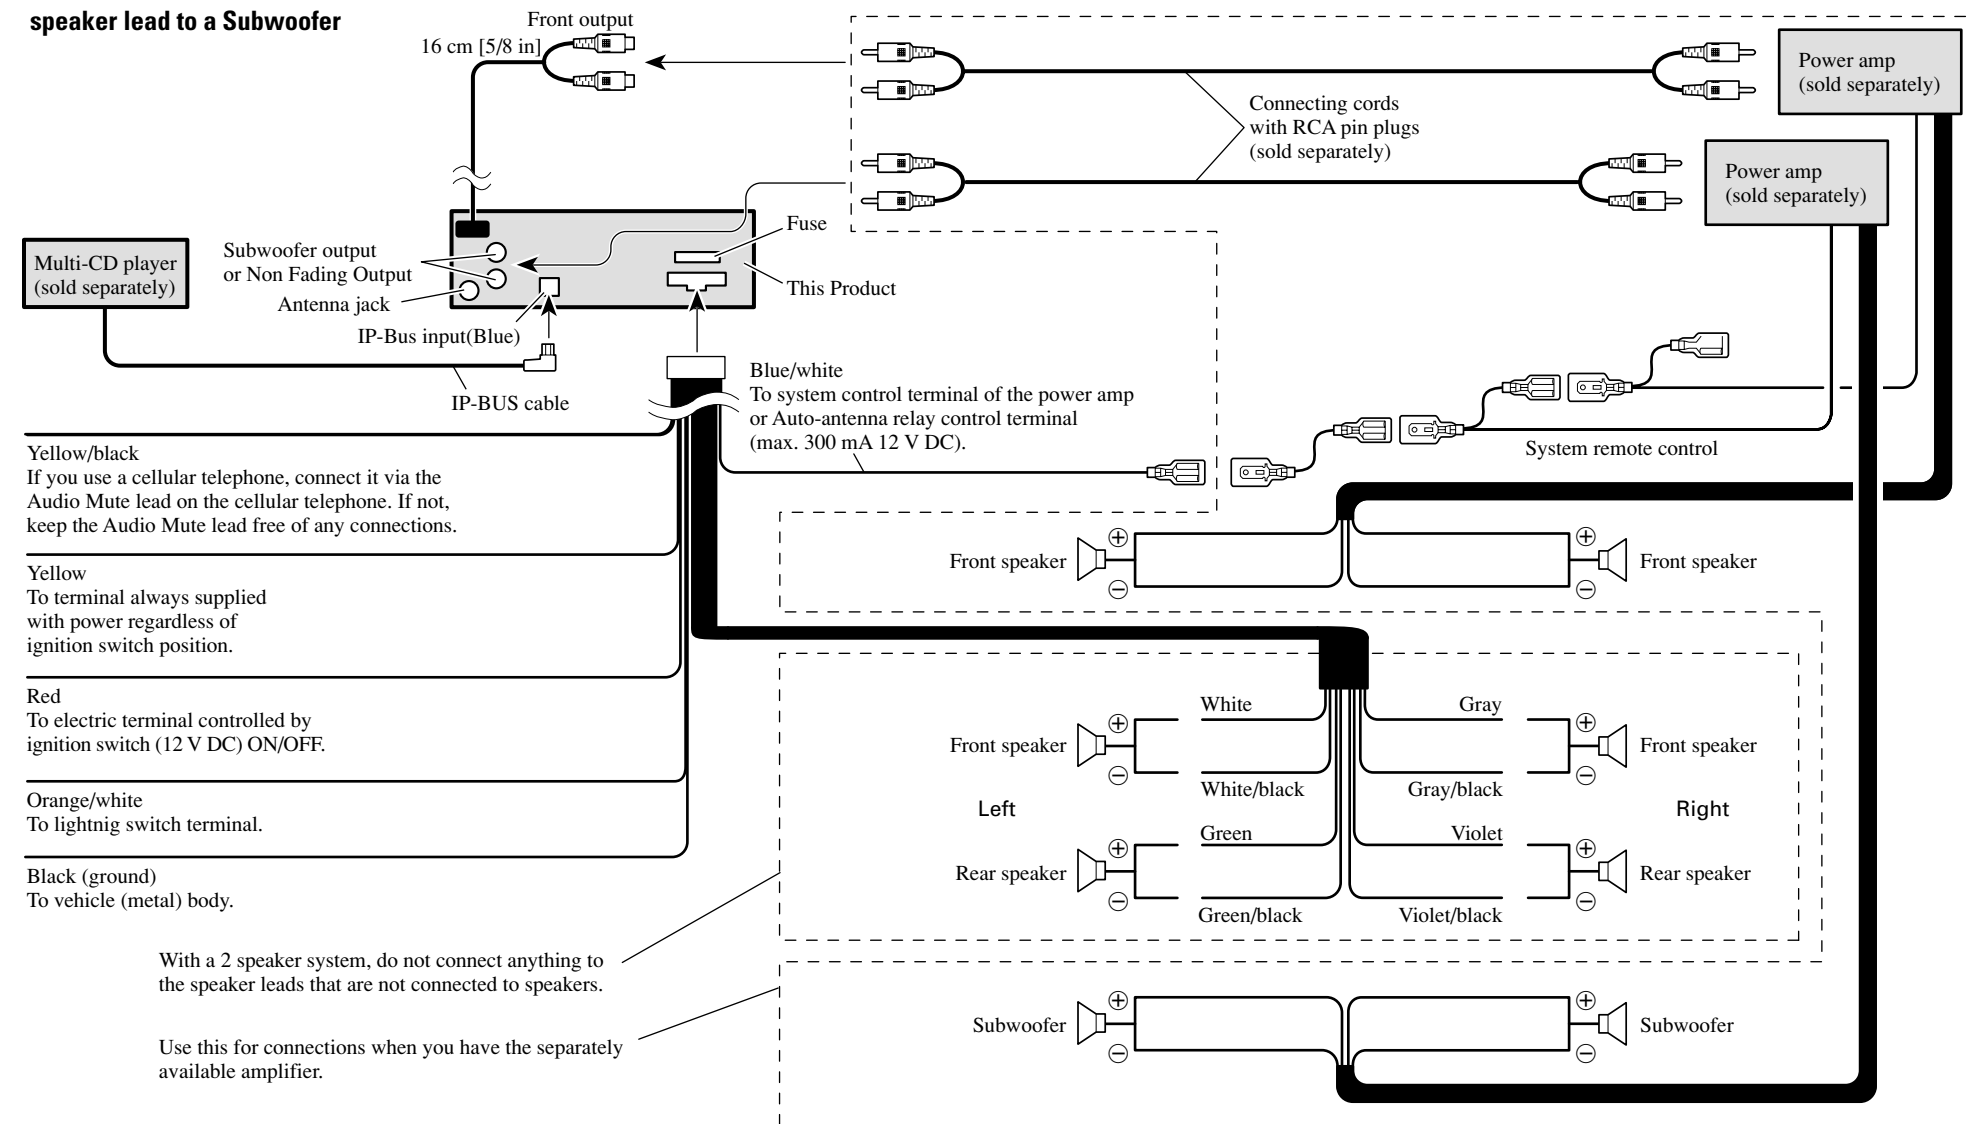 speaker lead to a Subwoofer
Front output
16 cm [5/8 in]
Power amp
(sold separately)
Connecting cords
with RCA pin plugs
(sold separately)
Power amp
(sold separately)
Fuse
Subwoofer output
or Non Fading Output
Multi-CD player
(sold separately)
Antenna jack
This Product
IP-Bus input(Blue)
IP-BUS cable
Blue/white
To system control terminal of the power amp
or Auto-antenna relay control terminal
(max. 300 mA 12 V DC).
System remote control
Yellow/black
If you use a cellular telephone, connect it via the
Audio Mute lead on the cellular telephone. If not,
keep the Audio Mute lead free of any connections.
Yellow
To terminal always supplied
with power regardless of
ignition switch position.
Red
To electric terminal controlled by
ignition switch (12 V DC) ON/OFF.
Orange/white
To lightnig switch terminal.
Black (ground)
To vehicle (metal) body.
Front speaker
+
−
+
−
Front speaker
White
Gray
Front speaker
+
−
+
−
Front speaker
White/black
Gray/black
Left
Right
Green
Violet
Rear speaker
+
−
+
−
Rear speaker
Green/black
Violet/black
With a 2 speaker system, do not connect anything to
the speaker leads that are not connected to speakers.
Subwoofer
+
−
+
−
Subwoofer
Use this for connections when you have the separately
available amplifier.